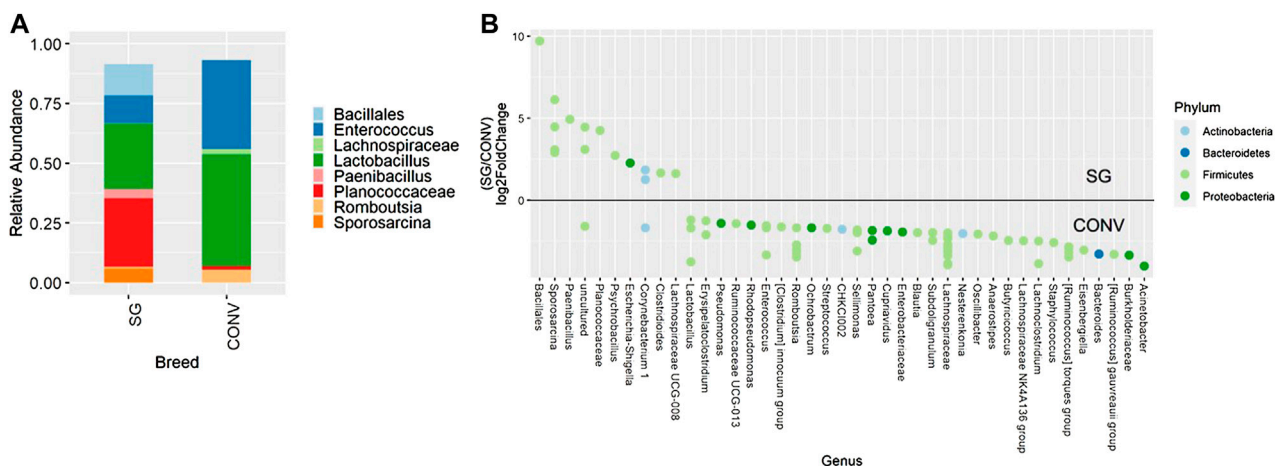 A
Relative Abundance
1.00
0.75
0.50
0.25
0.00
SG
CONV
Breed
Bacillales
Enterococcus
Lachnospiraceae
Lactobacillus
Paenibacillus
Planococcaceae
Romboutsia
Sporosarcina
B
(SG/CONV)
log2FoldChange
10
5
0
SG
CONV
Bacillales
Sporosarcina
Paenibacillus
uncultured
Planococcaceae
Psychrobacillus
Escherichia-Shigella
Corynebacterium 1
Clostridioides
Lachnospiraceae UCG-008
Lactobacillus
Erysipelatoclostridium
Pseudomonas
Ruminococcaceae UCG-013
Rhodopseudomonas
Enterococcus
[Clostridium] innocuum group
Romboutsia
Ochrobactrum
Streptococcus
CHKCI002
Sellimonas
Pantoea
Cupriavidus
Enterobacteriaceae
Blautia
Subdoligranulum
Lachnospiraceae
Nesterenkonia
Oscillibacter
Anaerostipes
Butyricicoccus
Lachnospiraceae NK4A136 group
Lachnoclostridium
Staphylococcus
[Ruminococcus] torques group
Eisenbergiella
Bacteroides
[Ruminococcus] gauvreauii group
Burkholderiaceae
Acinetobacter
Genus
Phylum
Actinobacteria
Bacteroidetes
Firmicutes
Proteobacteria